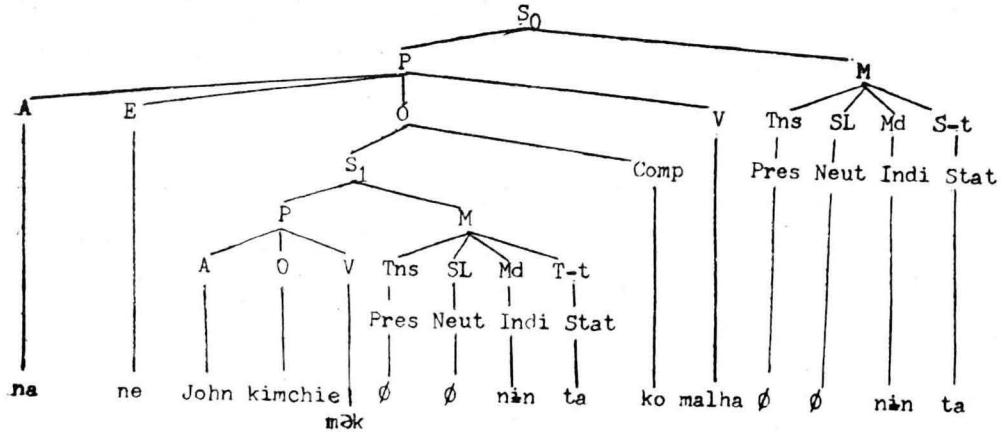 S0
P
M
A E O V Tns SL Md S-t
S1 Comp Pres Neut Indi Stat
P M
A O V Tns SL Md T-t
Pres Neut Indi Stat
na ne John kimchie ∅ ∅ nɨn ta ko malha ∅ ∅ nɨn ta
mək